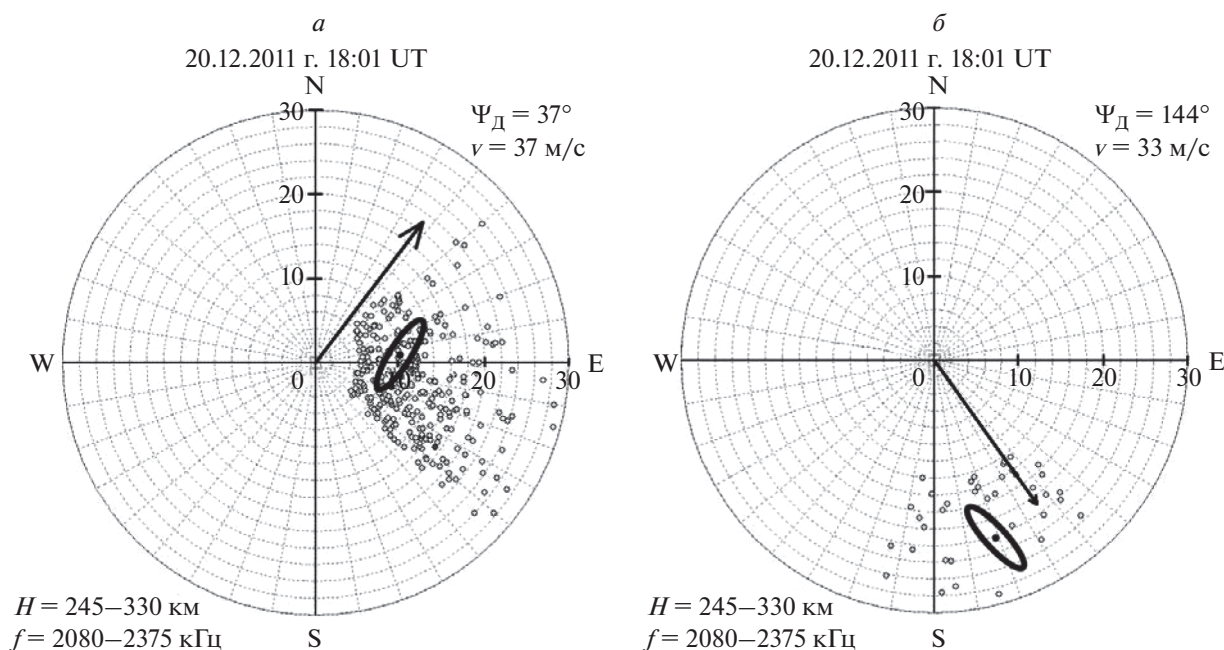 а
20.12.2011 г. 18:01 UT
N
30
Ψ_Д = 37°
v = 37 м/с
20
10
W
0
10
20
30
E
H = 245–330 км
f = 2080–2375 кГц
S
б
20.12.2011 г. 18:01 UT
N
30
Ψ_Д = 144°
v = 33 м/с
20
10
W
0
10
20
30
E
H = 245–330 км
f = 2080–2375 кГц
S